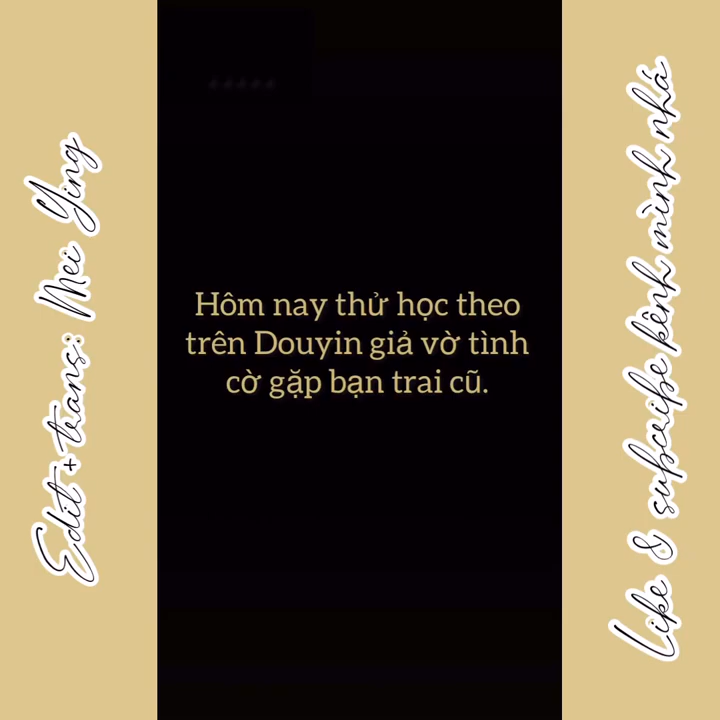 Edit + trans: Mei Ying
Hôm nay thử học theo
trên Douyin giả vờ tình
cờ gặp bạn trai cũ.
Like & subcribe kênh mình nhá